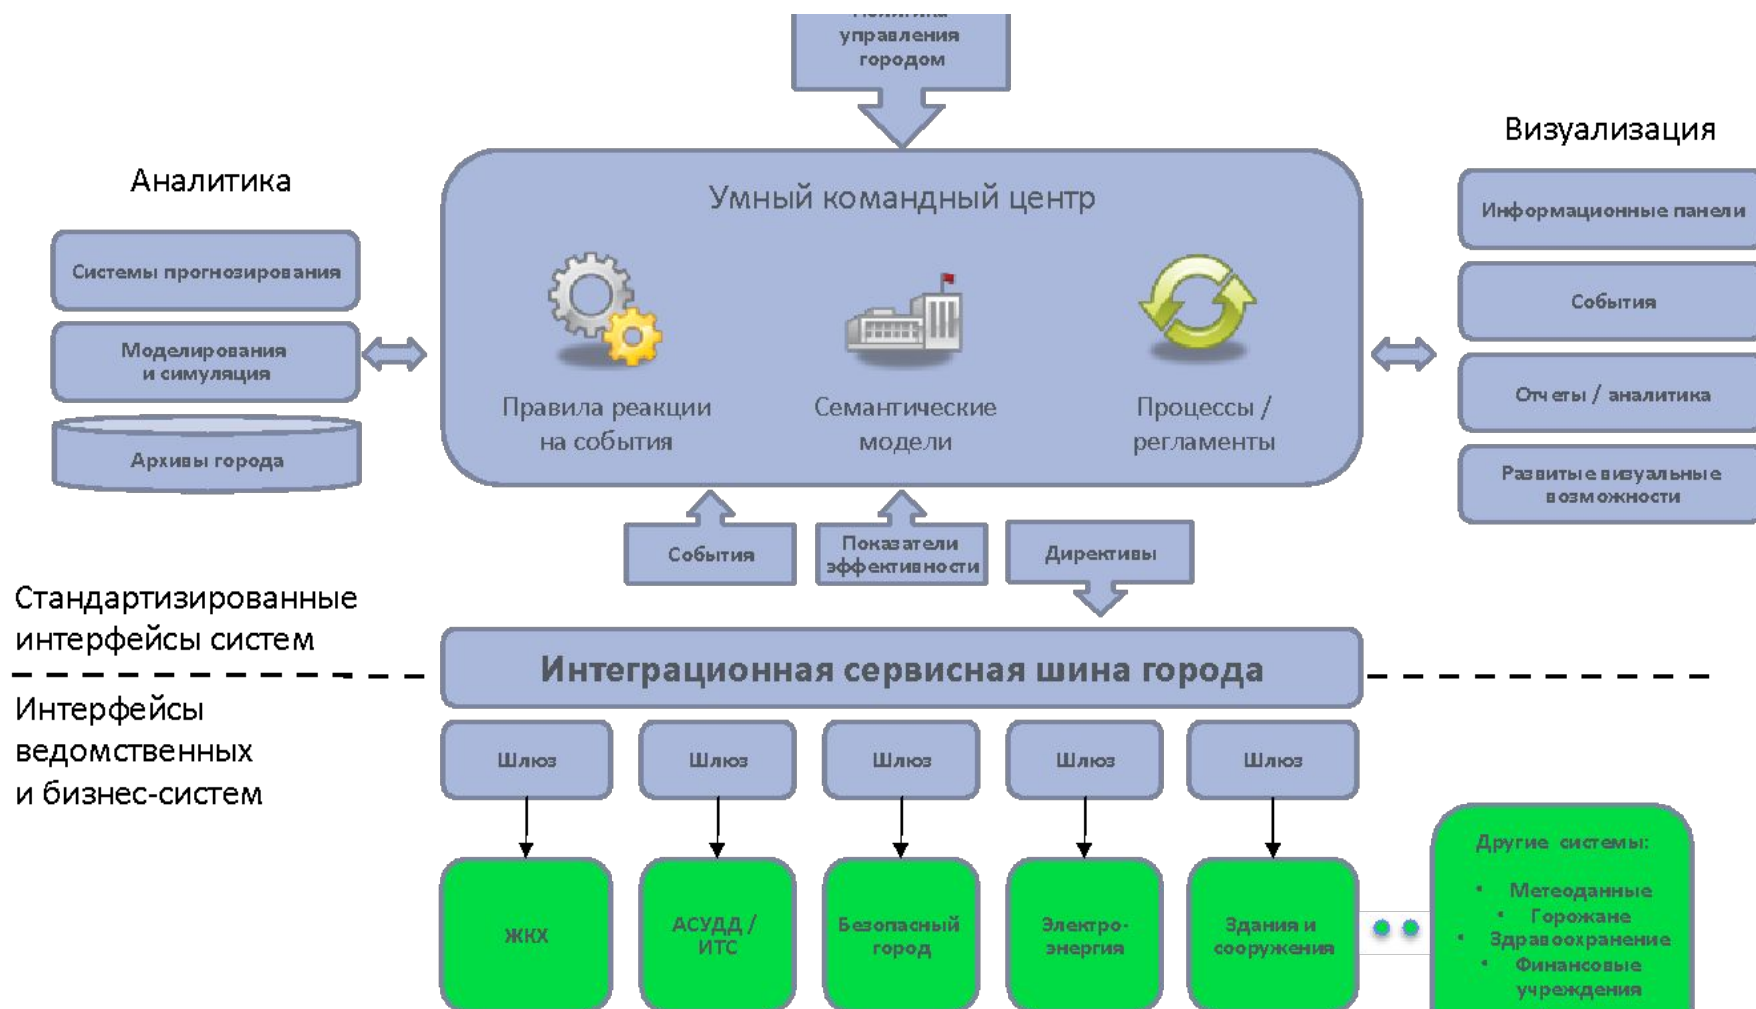 управления
городом
Аналитика
Системы прогнозирования
Моделирования
и симуляция
Архивы города
Умный командный центр
Правила реакции
на события
Семантические
модели
Процессы /
регламенты
Визуализация
Информационные панели
События
Отчеты / аналитика
Развитые визуальные
возможности
События
Показатели
эффективности
Директивы
Стандартизированные
интерфейсы систем
Интеграционная сервисная шина города
Интерфейсы
ведомственных
и бизнес-систем
Шлюз
Шлюз
Шлюз
Шлюз
Шлюз
ЖКХ
АСУДД /
ИТС
Безопасный
город
Электро-
энергия
Здания и
сооружения
Другие системы:
• Метеоданные
• Горожане
• Здравоохранение
• Финансовые
учреждения